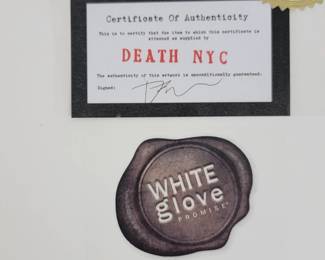 Certificate Of Authenticity
This is to certify that the item to which this certificate is
attached as supplied by
DEATH NYC
The authenticity of this artwork is unconditionally guaranteed.
Signed:
WHITE
glove
PROMISE